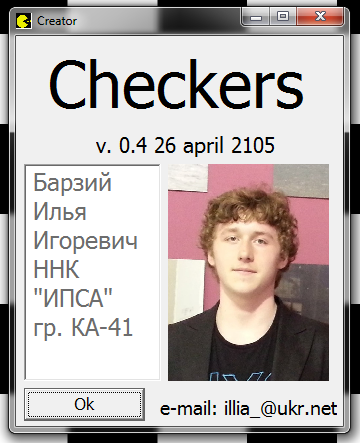 Creator
Checkers
v. 0.4 26 april 2105
Барзий
Илья
Игоревич
ННК
"ИПСА"
гр. КА-41
Ok
e-mail: illia_@ukr.net